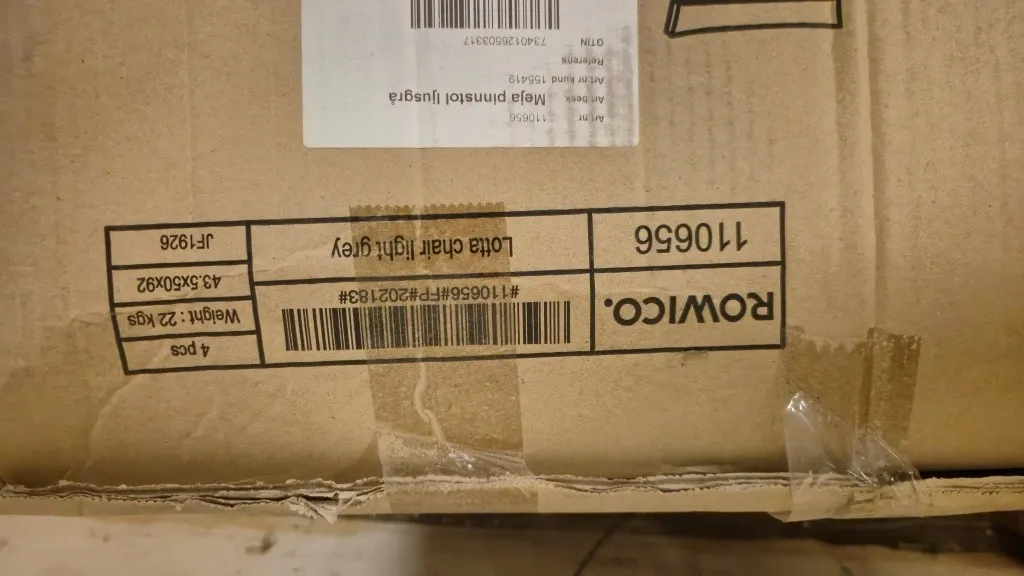 ROWICO.
#110656#FP#202183#
4 pcs
Weight : 22 kgs
43.5x50x92
110656
Lotta chair light grey
JF1926
Art nr 110656
Art besk Meja pinnstol ljusgrå
Art nr kund 155419
Referens
GTIN 7340126503317